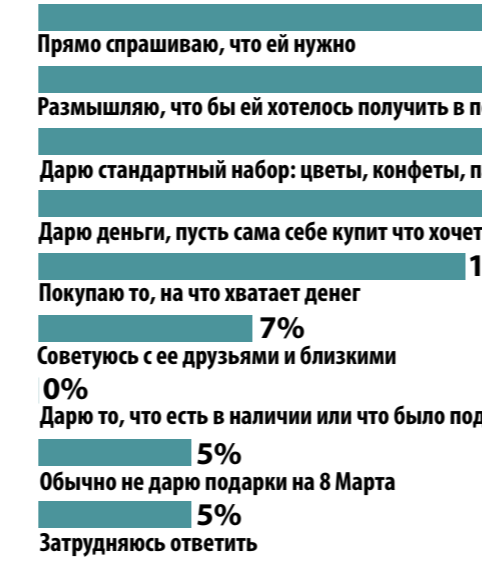 Прямо спрашиваю, что ей нужно
Размышляю, что бы ей хотелось получить в
Дарю стандартный набор: цветы, конфеты,
Дарю деньги, пусть сама себе купит что хочет
Покупаю то, на что хватает денег
7%
Советуюсь с ее друзьями и близкими
0%
Дарю то, что есть в наличии или что было
5%
Обычно не дарю подарки на 8 Марта
5%
Затрудняюсь ответить